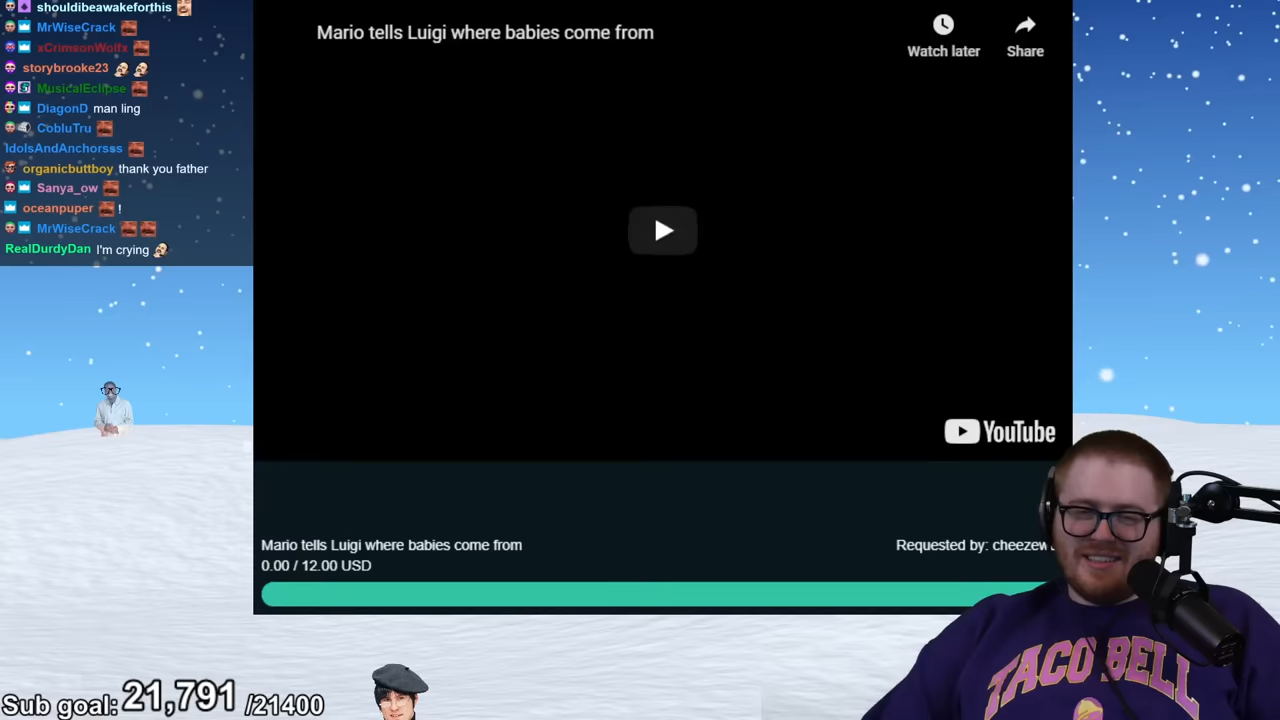 shouldibeawakeforthis
MrWiseCrack
xCrimsonWolfx
storybrooke23
MusicalEclipse
DiagonD man ling
CobluTru
IdolsAndAnchorsss
organicbuttboy thank you father
Sanya_ow
oceanpuper !
MrWiseCrack
RealDurdyDan I'm crying
Mario tells Luigi where babies come from
Watch later
Share
YouTube
Mario tells Luigi where babies come from
0.00 / 12.00 USD
Requested by:
TACO BELL
Sub goal: 21,791 /21400